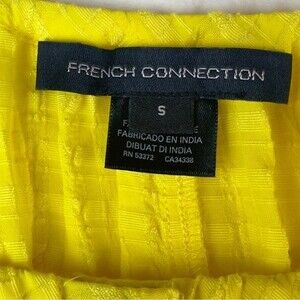 FRENCH CONNECTION
S
FABRICADO EN INDIA
DIBUAT DI INDIA
RN 53372 CA34338